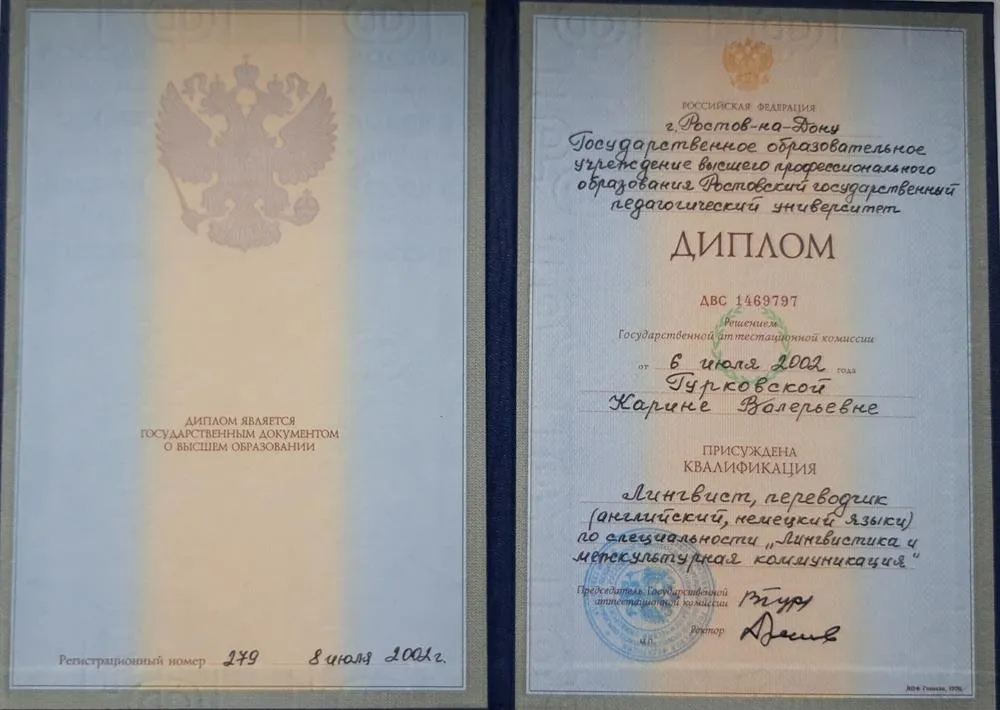 ДИПЛОМ ЯВЛЯЕТСЯ
ГОСУДАРСТВЕННЫМ ДОКУМЕНТОМ
О ВЫСШЕМ ОБРАЗОВАНИИ
Регистрационный номер 279 8 июля 2002 г.
РОССИЙСКАЯ ФЕДЕРАЦИЯ
г. Ростов-на-Дону
Государственное образовательное
учреждение высшего профессионального
образования Ростовский государственный
педагогический университет
ДИПЛОМ
ДВС 1469797
Решением
Государственной аттестационной комиссии
от 6 июля 2002 года
Гурковской
Карине Валерьевне
ПРИСУЖДЕНА
КВАЛИФИКАЦИЯ
Лингвист, переводчик
(английский, немецкий языки)
по специальности „Лингвистика и
межкультурная коммуникация"
Председатель Государственной
аттестационной комиссии
Ректор